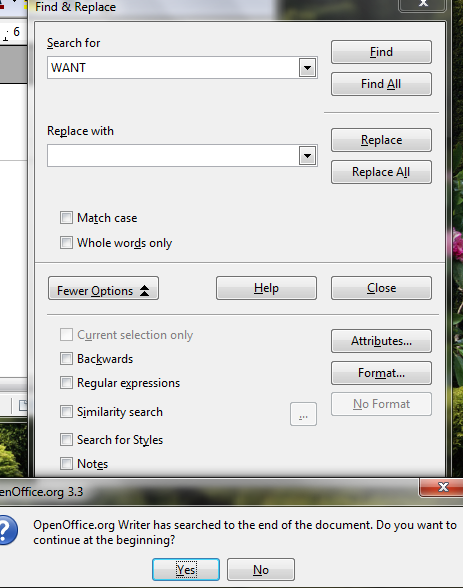 Find & Replace
6
Search for
WANT
Find
Find All
Replace with
Replace
Replace All
Match case
Whole words only
Fewer Options
Help
Close
Current selection only
Attributes...
Backwards
Format...
Regular expressions
No Format
Similarity search
...
Search for Styles
Notes
enOffice.org 3.3
OpenOffice.org Writer has searched to the end of the document. Do you want to
continue at the beginning?
Yes
No